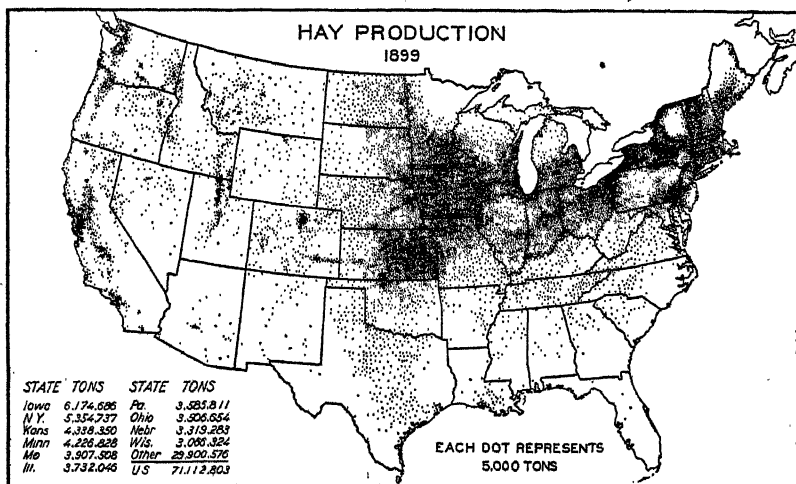 HAY PRODUCTION
1899
STATE TONS STATE TONS
Iowa 6,174,686 Pa. 3,585,811
N.Y. 5,354,737 Ohio 3,506,654
Kans 4,338,350 Nebr 3,319,283
Minn 4,226,828 Wis. 3,066,324
Mo 3,907,508 Other 29,900,576
Ill. 3,732,046 US 71,112,803
EACH DOT REPRESENTS
5,000 TONS